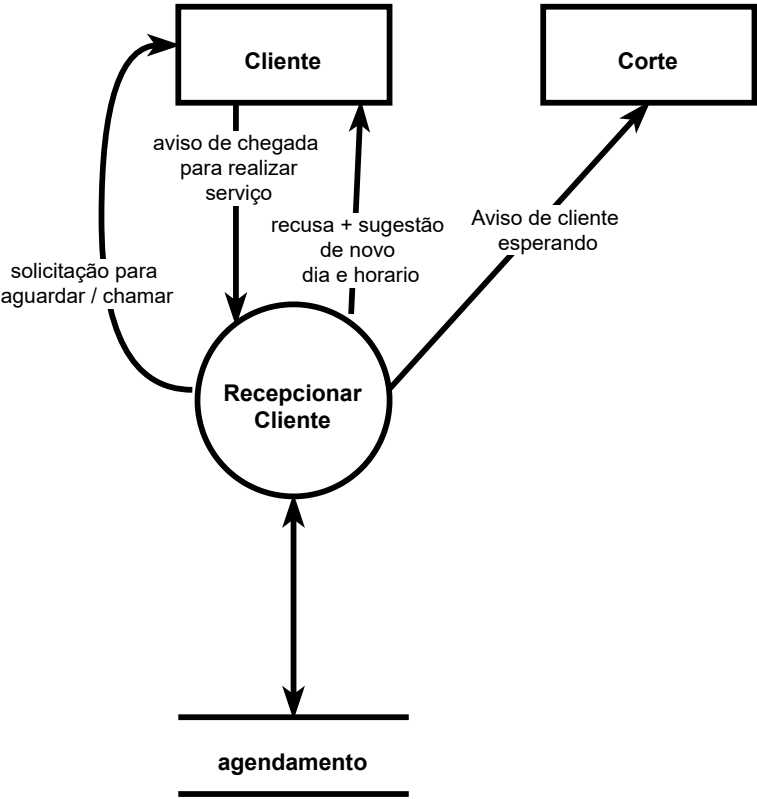 Cliente
Corte
aviso de chegada
para realizar
serviço
recusa + sugestão
de novo
dia e horario
Aviso de cliente
esperando
solicitação para
aguardar / chamar
Recepcionar
Cliente
agendamento